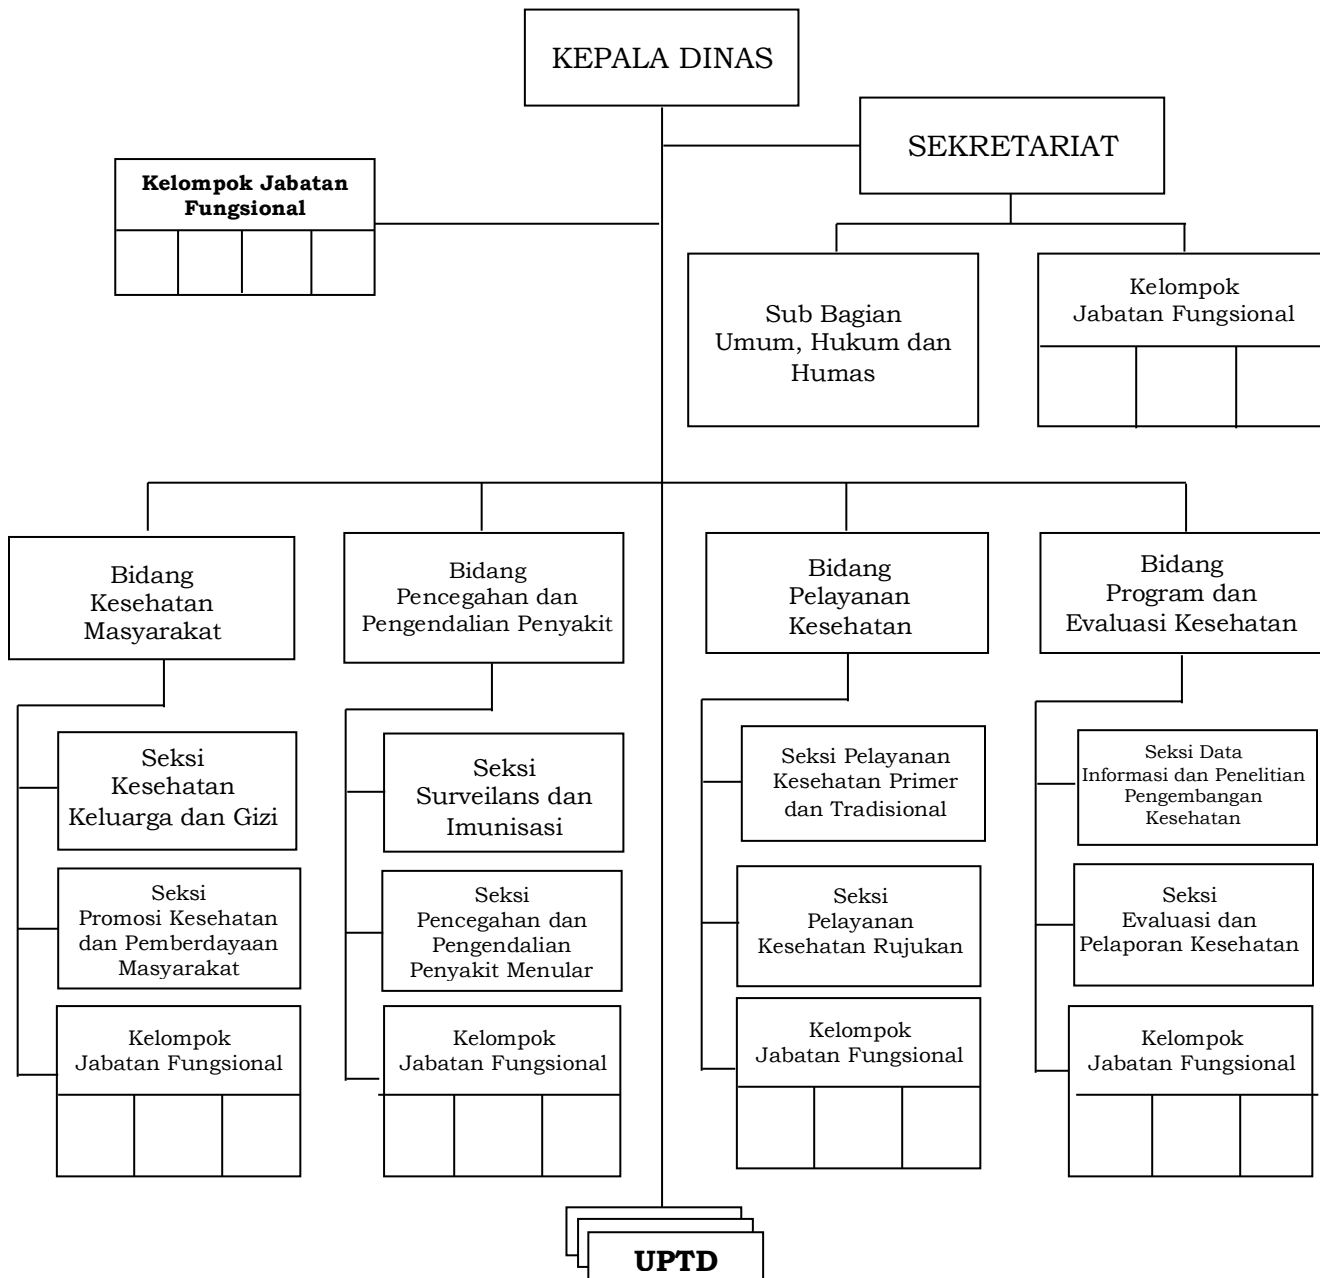 KEPALA DINAS
SEKRETARIAT
Kelompok Jabatan
Fungsional
Sub Bagian
Umum, Hukum dan
Humas
Kelompok
Jabatan Fungsional
Bidang
Kesehatan
Masyarakat
Bidang
Pencegahan dan
Pengendalian Penyakit
Bidang
Pelayanan
Kesehatan
Bidang
Program dan
Evaluasi Kesehatan
Seksi
Kesehatan
Keluarga dan Gizi
Seksi
Surveilans dan
Imunisasi
Seksi Pelayanan
Kesehatan Primer
dan Tradisional
Seksi Data
Informasi dan Penelitian
Pengembangan
Kesehatan
Seksi
Promosi Kesehatan
dan Pemberdayaan
Masyarakat
Seksi
Pencegahan dan
Pengendalian
Penyakit Menular
Seksi
Pelayanan
Kesehatan Rujukan
Seksi
Evaluasi dan
Pelaporan Kesehatan
Kelompok
Jabatan Fungsional
Kelompok
Jabatan Fungsional
Kelompok
Jabatan Fungsional
Kelompok
Jabatan Fungsional
UPTD